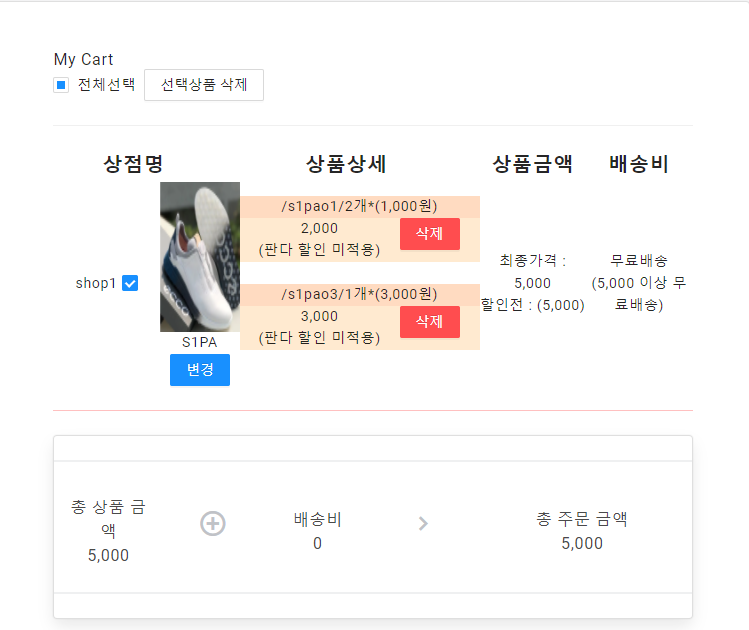 My Cart
전체선택 선택상품 삭제
상점명 상품상세 상품금액 배송비
shop1
S1PA
변경
/s1pao1/2개*(1,000원)
2,000
(판다 할인 미적용)
삭제
/s1pao3/1개*(3,000원)
3,000
(판다 할인 미적용)
삭제
최종가격 :
5,000
할인전 : (5,000)
무료배송
(5,000 이상 무
료배송)
총 상품 금
액
5,000
배송비
0
총 주문 금액
5,000